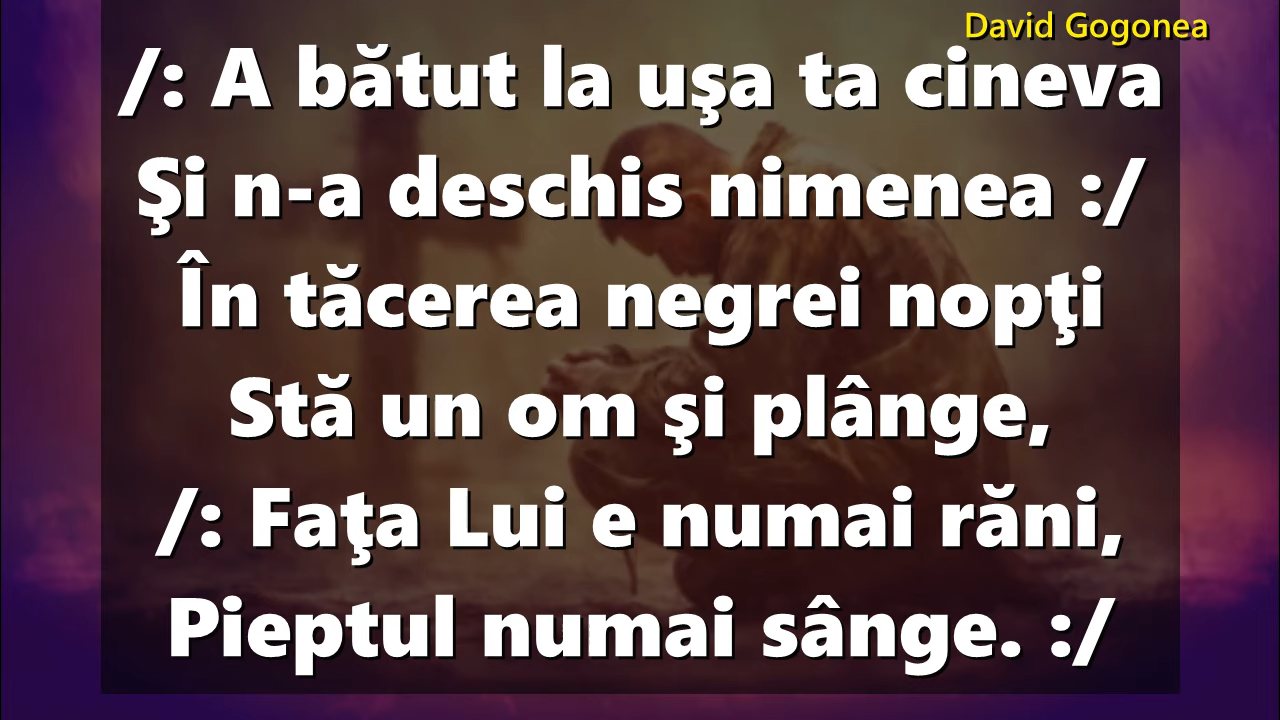 David Gogonea
/: A bătut la uşa ta cineva
Şi n-a deschis nimenea :/
În tăcerea negrei nopţi
Stă un om şi plânge,
/: Faţa Lui e numai răni,
Pieptul numai sânge. :/